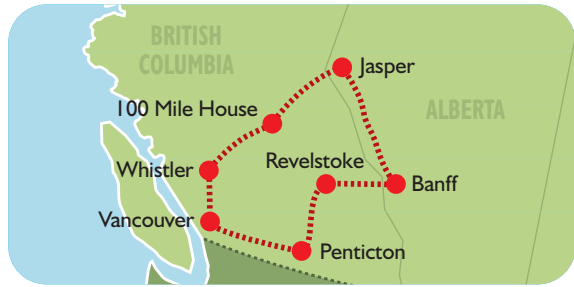 BRITISH
COLUMBIA
Jasper
100 Mile House
ALBERTA
Whistler
Revelstoke
Banff
Vancouver
Penticton